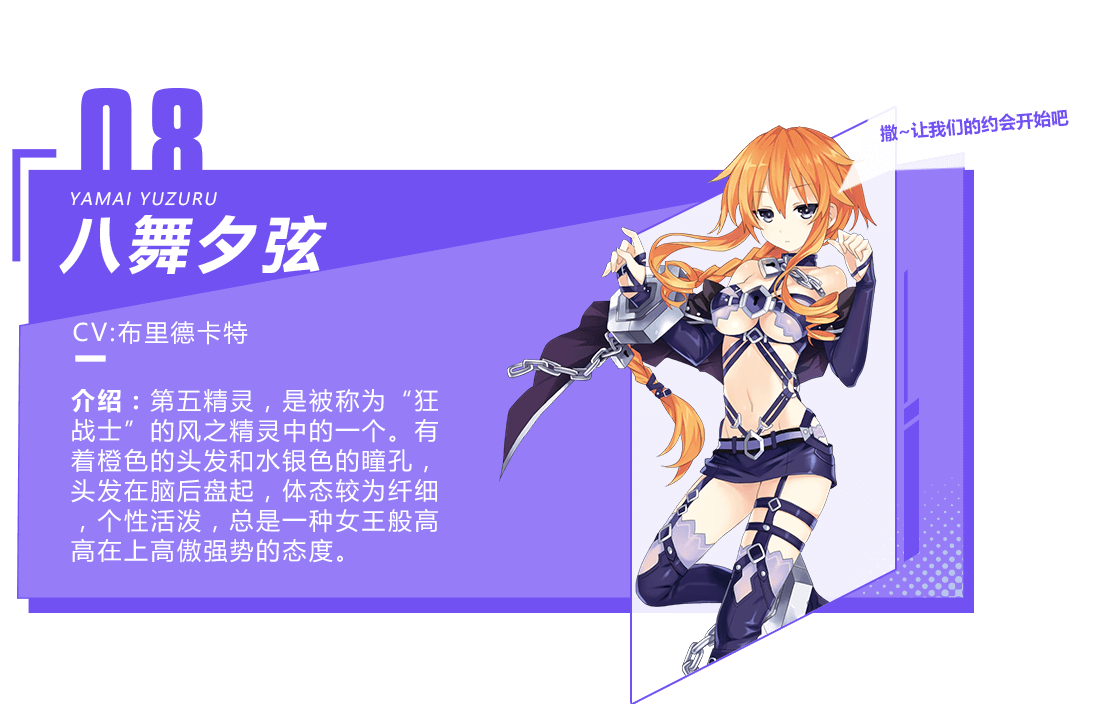 08
YAMAI YUZURU
八舞夕弦
撒~让我们的约会开始吧
CV:布里德卡特
介绍：第五精灵，是被称为“狂
战士”的风之精灵中的一个。有
着橙色的头发和水银色的瞳孔，
头发在脑后盘起，体态较为纤细
，个性活泼，总是一种女王般高
高在上高傲强势的态度。